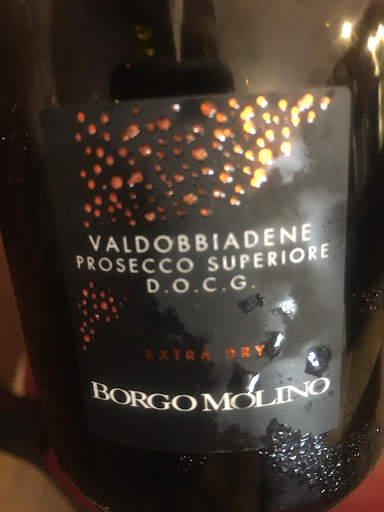 VALDOBBIADENE
PROSECCO SUPERIORE
D.O.C.G.
EXTRA DRY
BORGO MOLINO